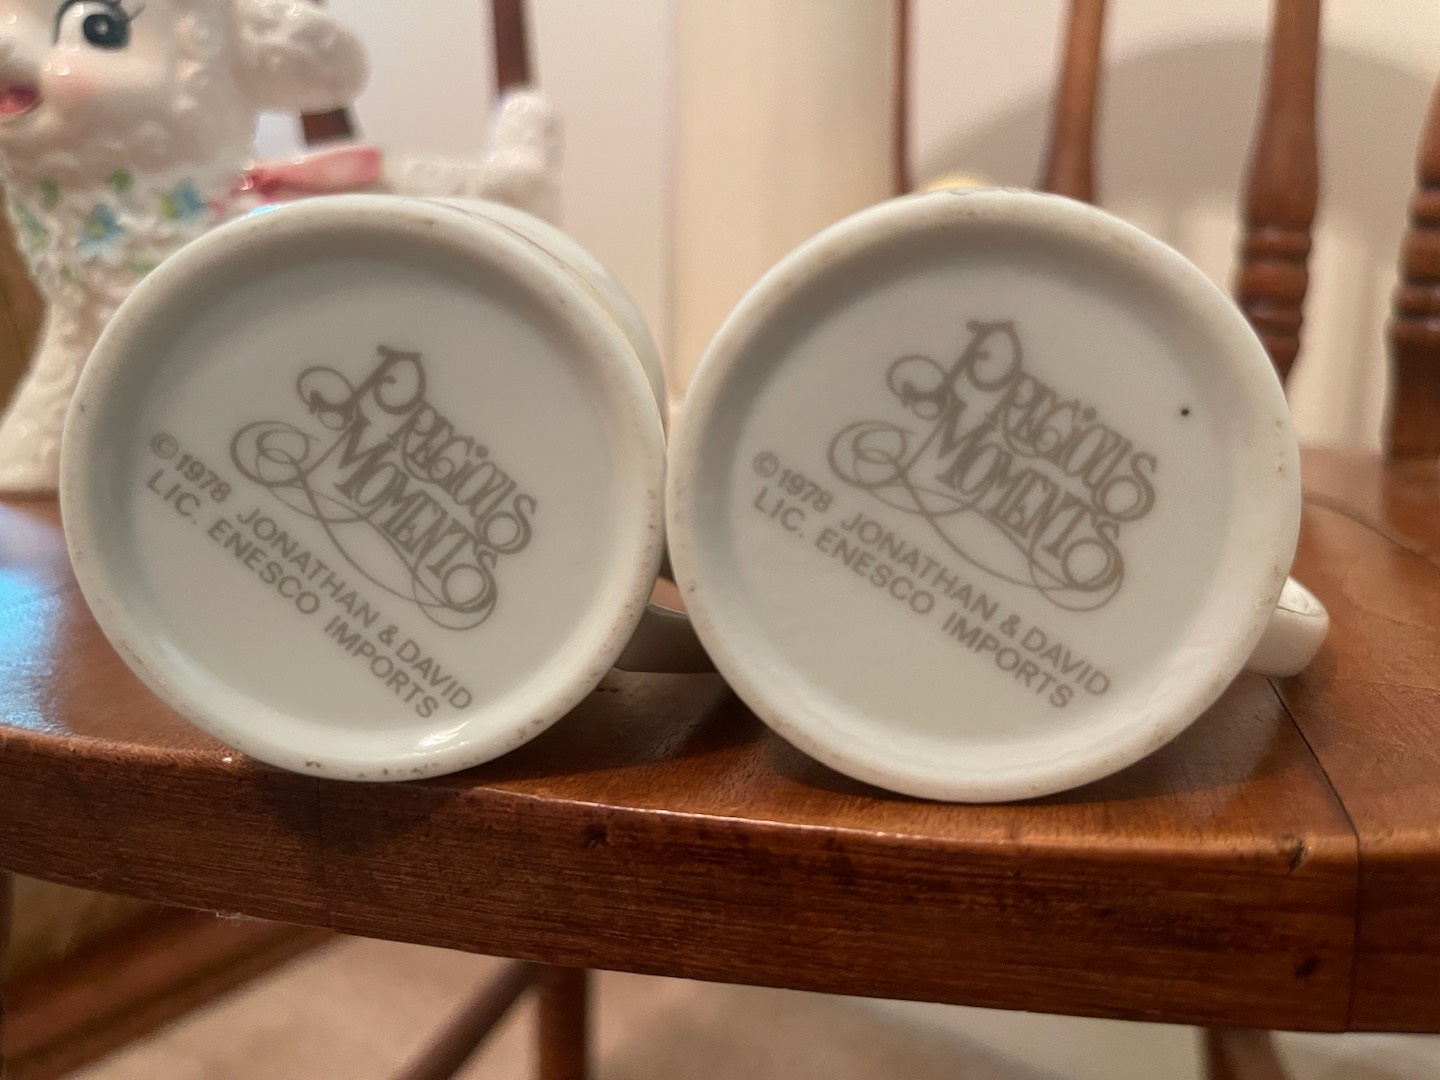 PRECIOUS
MOMENTS
©1978 JONATHAN & DAVID
LIC. ENESCO IMPORTS
PRECIOUS
MOMENTS
©1978 JONATHAN & DAVID
LIC. ENESCO IMPORTS